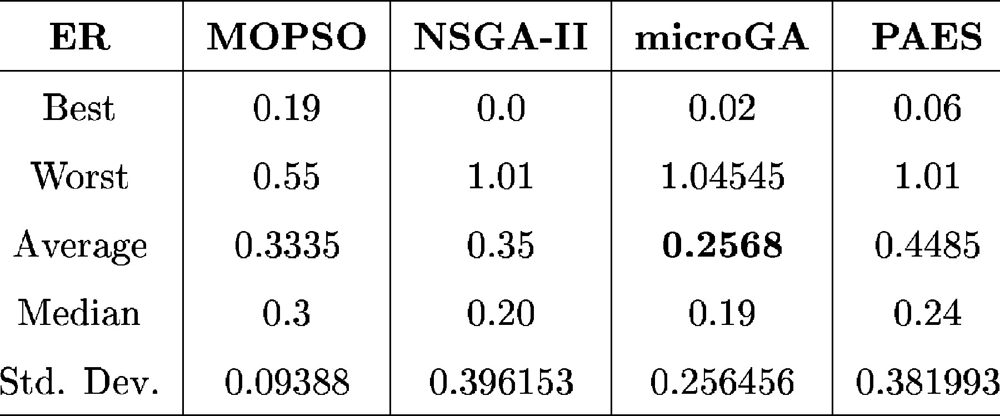 ER MOPSO NSGA-II microGA PAES
Best 0.19 0.0 0.02 0.06
Worst 0.55 1.01 1.04545 1.01
Average 0.3335 0.35 0.2568 0.4485
Median 0.3 0.20 0.19 0.24
Std. Dev. 0.09388 0.396153 0.256456 0.381993